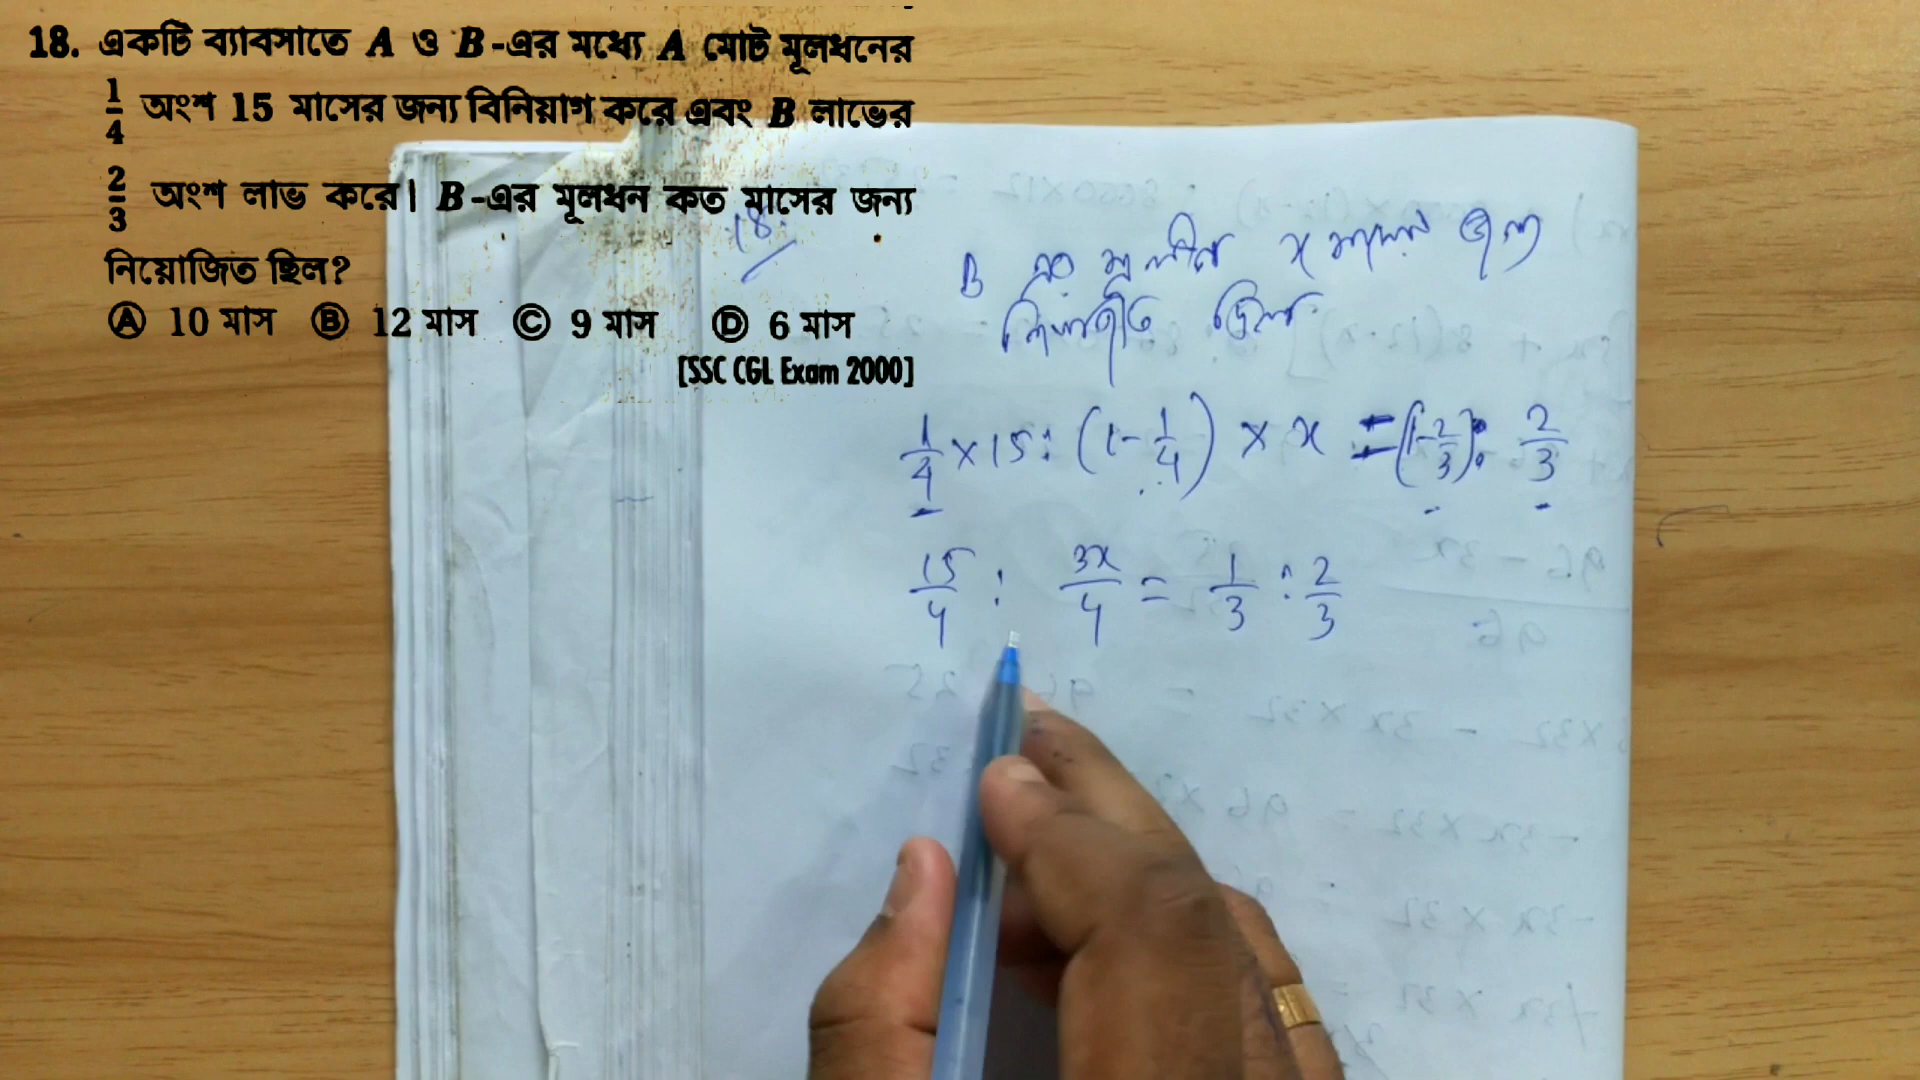 18. একটি ব্যাবসাতে A ও B-এর মধ্যে A মোট মূলধনের
1/4 অংশ 15 মাসের জন্য বিনিয়োগ করে এবং B লাভের
2/3 অংশ লাভ করে। B-এর মূলধন কত মাসের জন্য
নিয়োজিত ছিল?
Ⓐ 10 মাস Ⓑ 12 মাস Ⓒ 9 মাস Ⓓ 6 মাস
[SSC CGL Exam 2000]
18.
B এর মূলধন x মাসের জন্য
নিয়োজিত ছিল
1/4 × 15 : (1 - 1/4) × x = (1 - 2/3) : 2/3
15/4 : 3x/4 = 1/3 : 2/3